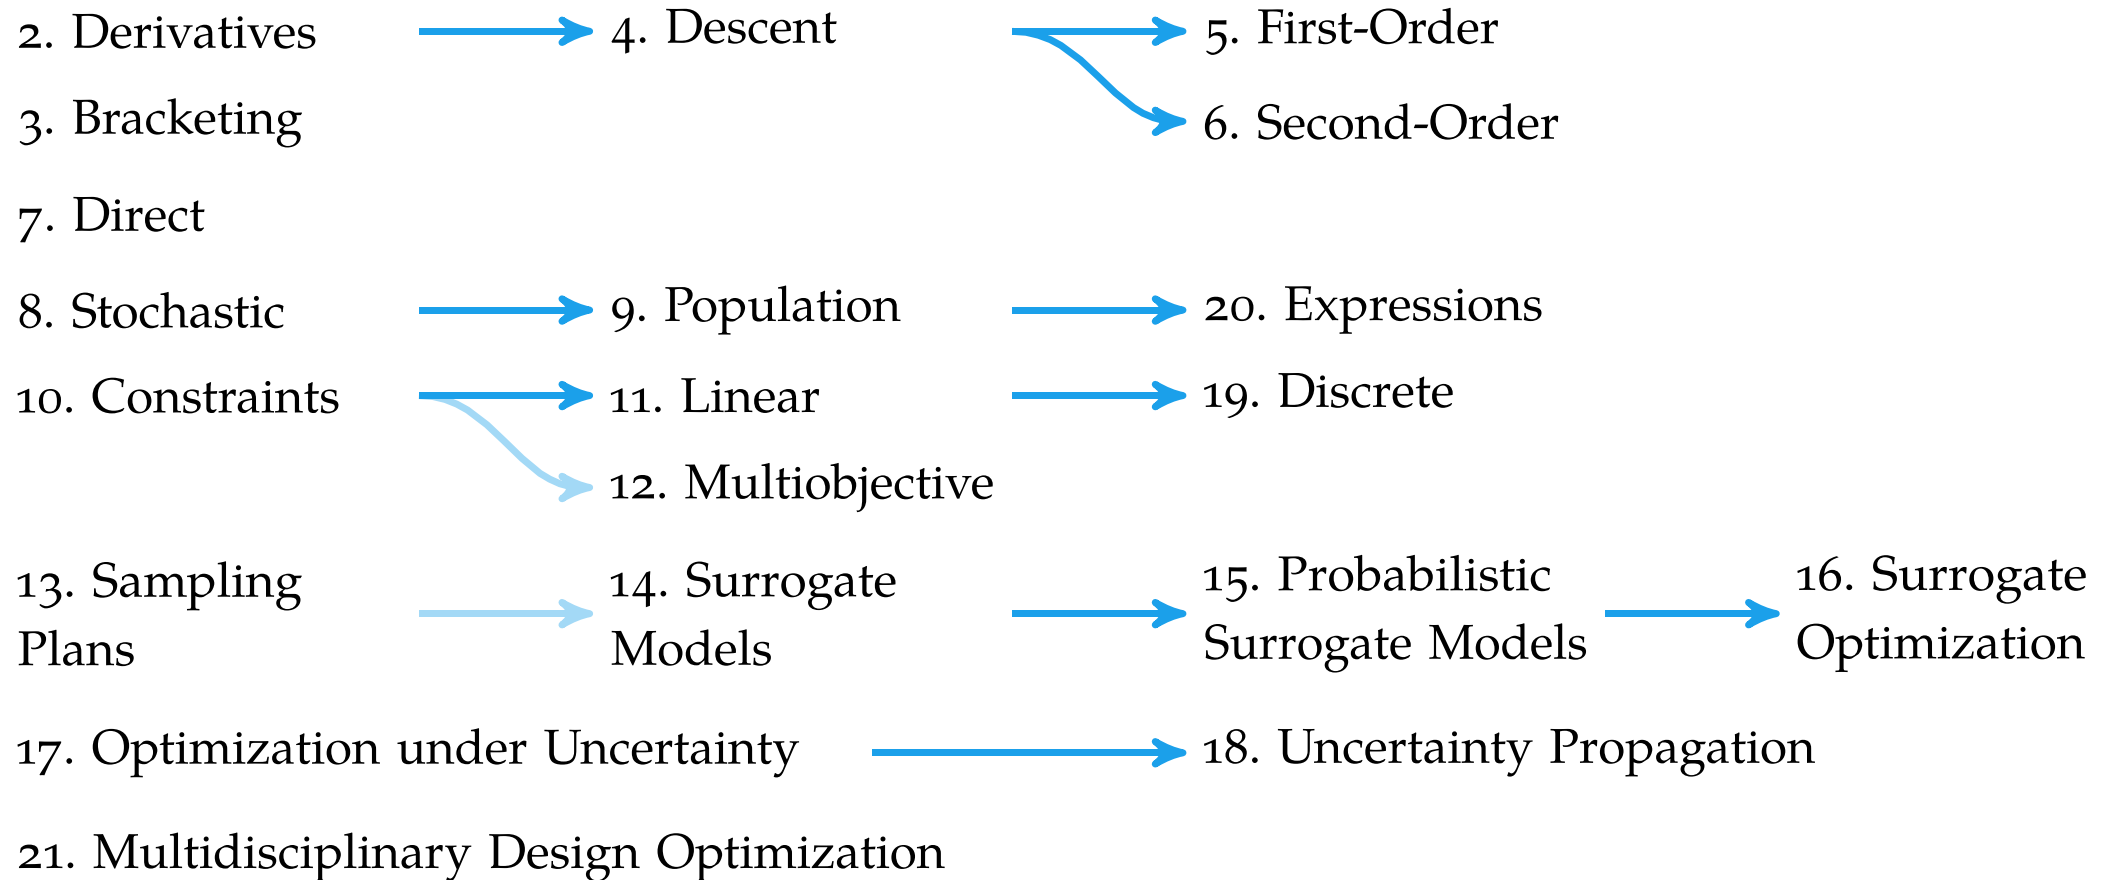 2. Derivatives
4. Descent
5. First-Order
3. Bracketing
6. Second-Order
7. Direct
8. Stochastic
9. Population
20. Expressions
10. Constraints
11. Linear
19. Discrete
12. Multiobjective
13. Sampling
Plans
14. Surrogate
Models
15. Probabilistic
Surrogate Models
16. Surrogate
Optimization
17. Optimization under Uncertainty
18. Uncertainty Propagation
21. Multidisciplinary Design Optimization